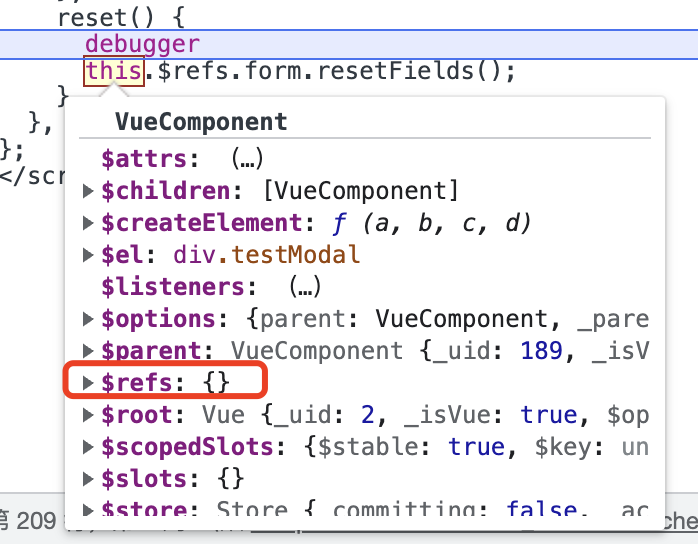 reset() {
debugger
this.$refs.form.resetFields();
}
},
};
</scr
VueComponent
$attrs: (…)
▶ $children: [VueComponent]
▶ $createElement: ƒ (a, b, c, d)
▶ $el: div.testModal
$listeners: (…)
▶ $options: {parent: VueComponent, _pare
▶ $parent: VueComponent {_uid: 189, _isV
▶ $refs: {}
▶ $root: Vue {_uid: 2, _isVue: true, $op
▶ $scopedSlots: {$stable: true, $key: un
▶ $slots: {}
▶ $store: Store {_committing: false, _ac
第 209